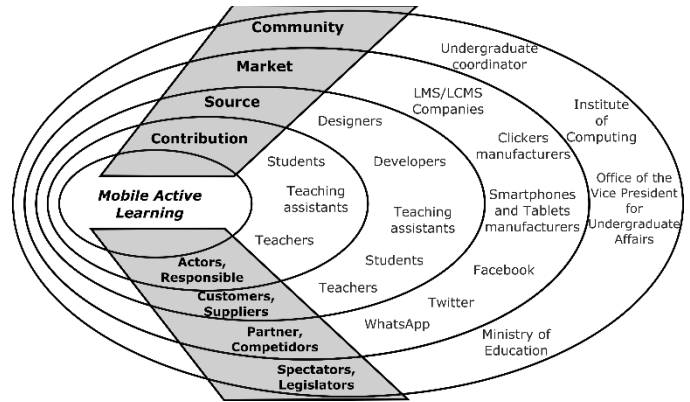 Community
Market
Source
Contribution
Mobile Active
Learning
Actors,
Responsible
Customers,
Suppliers
Partner,
Competidors
Spectators,
Legislators
Students
Teaching
assistants
Teachers
Designers
Developers
Teaching
assistants
Students
Teachers
LMS/LCMS
Companies
Clickers
manufacturers
Smartphones
and Tablets
manufacturers
Facebook
Twitter
WhatsApp
Undergraduate
coordinator
Institute
of
Computing
Office of the
Vice President
for
Undergraduate
Affairs
Ministry of
Education